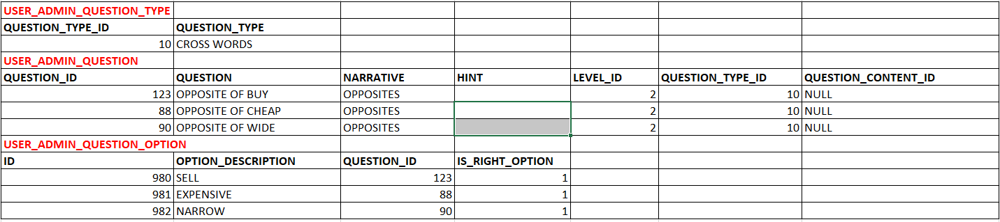 USER_ADMIN_QUESTION_TYPE
QUESTION_TYPE_ID QUESTION_TYPE
10 CROSS WORDS
USER_ADMIN_QUESTION
QUESTION_ID QUESTION NARRATIVE HINT LEVEL_ID QUESTION_TYPE_ID QUESTION_CONTENT_ID
123 OPPOSITE OF BUY OPPOSITES 2 10 NULL
88 OPPOSITE OF CHEAP OPPOSITES 2 10 NULL
90 OPPOSITE OF WIDE OPPOSITES 2 10 NULL
USER_ADMIN_QUESTION_OPTION
ID OPTION_DESCRIPTION QUESTION_ID IS_RIGHT_OPTION
980 SELL 123 1
981 EXPENSIVE 88 1
982 NARROW 90 1